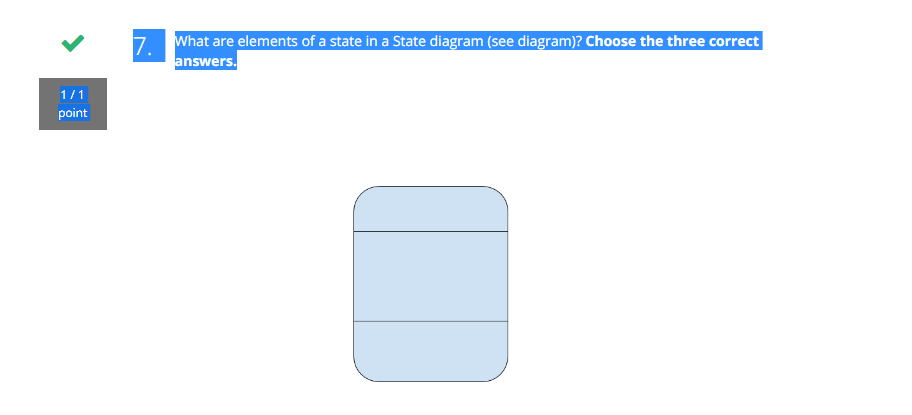 7. What are elements of a state in a State diagram (see diagram)? Choose the three correct
answers.
1 / 1
point